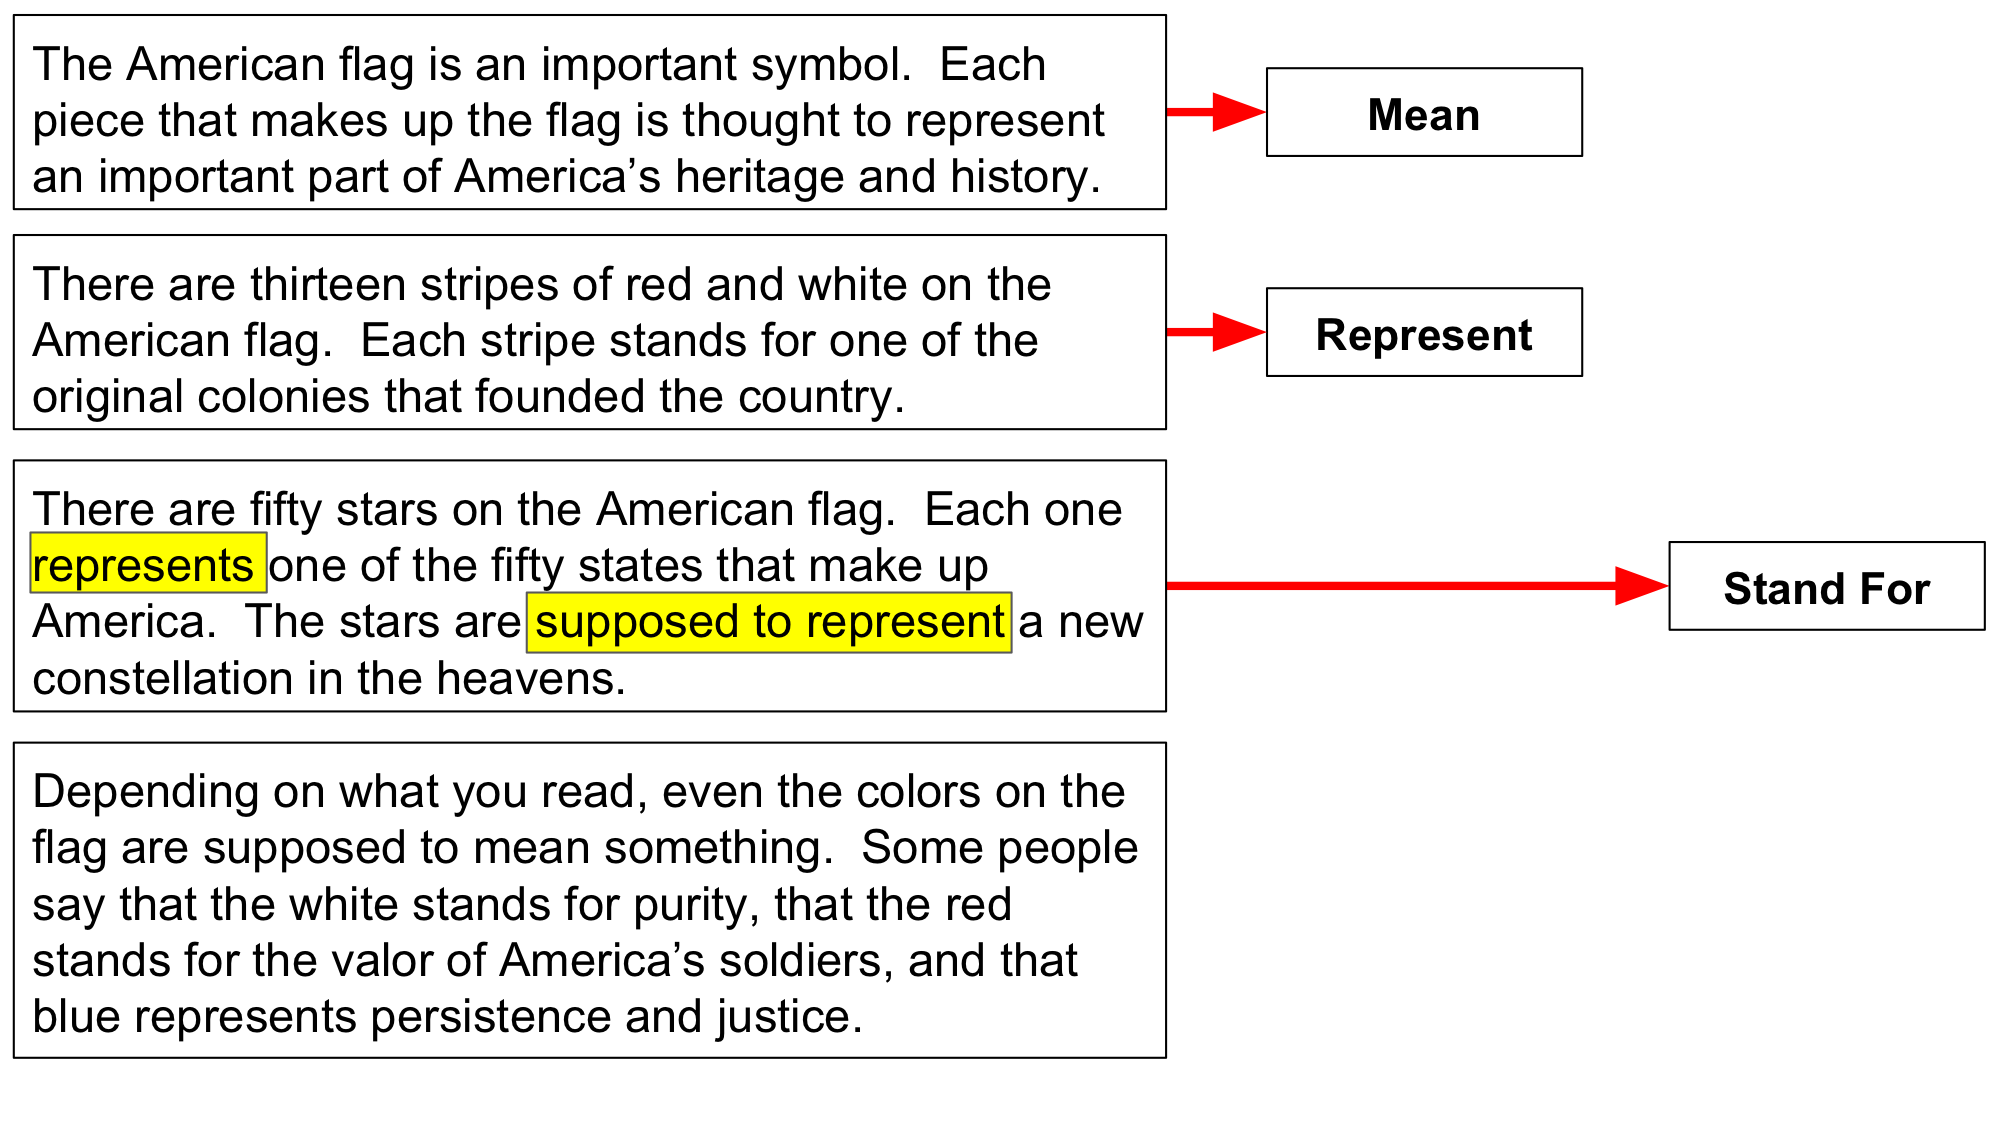 The American flag is an important symbol.  Each
piece that makes up the flag is thought to represent
an important part of America’s heritage and history.
Mean
There are thirteen stripes of red and white on the
American flag.  Each stripe stands for one of the
original colonies that founded the country.
Represent
There are fifty stars on the American flag.  Each one
represents one of the fifty states that make up
America.  The stars are supposed to represent a new
constellation in the heavens.
Stand For
Depending on what you read, even the colors on the
flag are supposed to mean something.  Some people
say that the white stands for purity, that the red
stands for the valor of America’s soldiers, and that
blue represents persistence and justice.